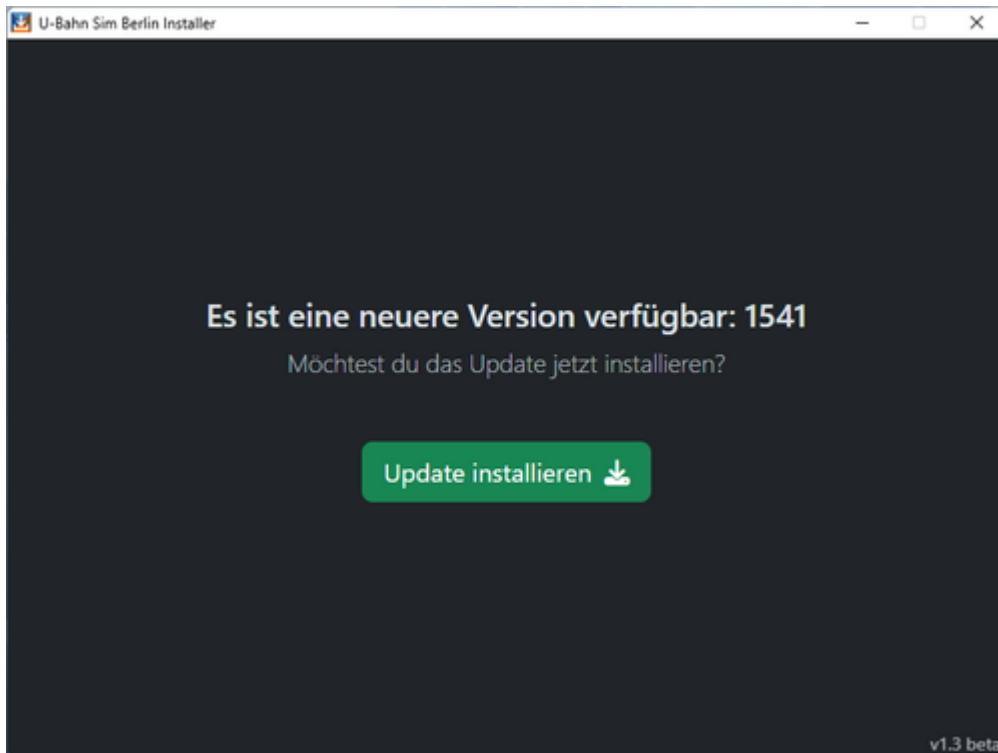 U-Bahn Sim Berlin Installer
Es ist eine neuere Version verfügbar: 1541
Möchtest du das Update jetzt installieren?
Update installieren
v1.3 beta